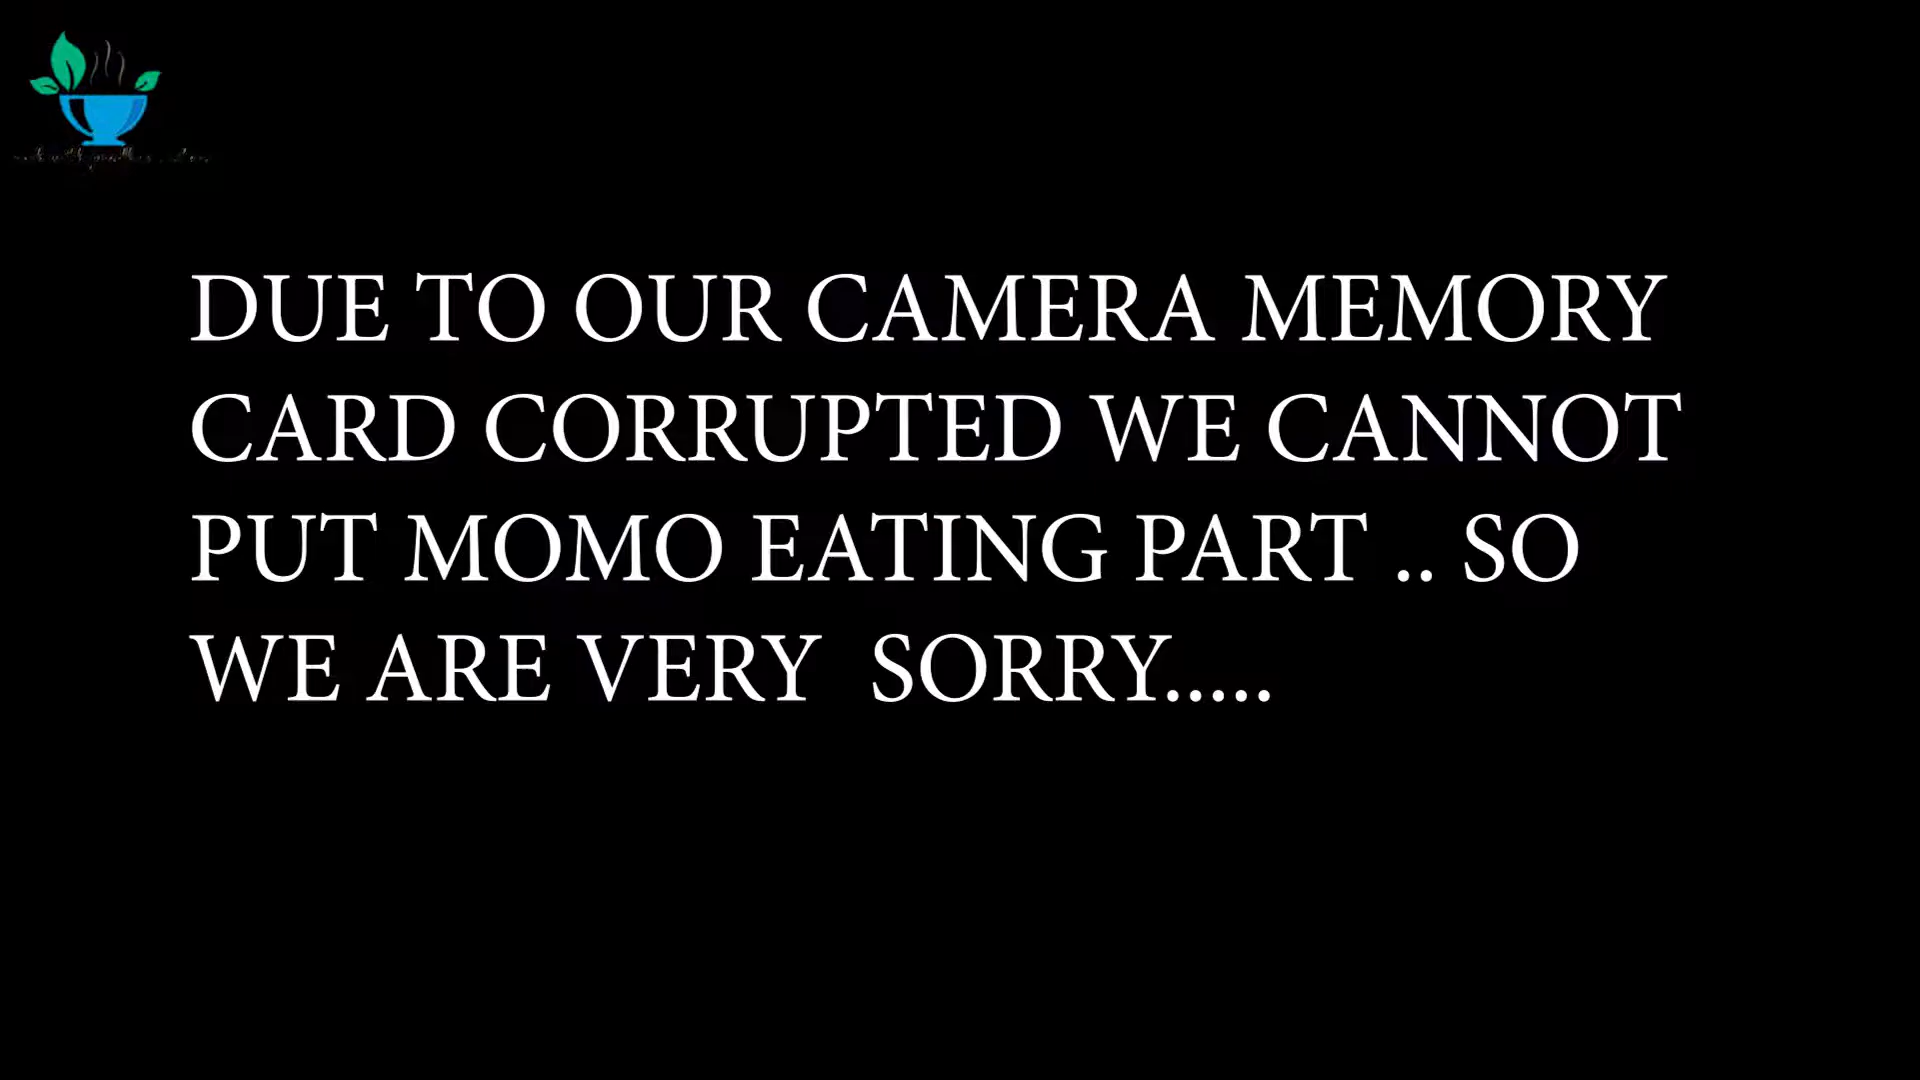 DUE TO OUR CAMERA MEMORY
CARD CORRUPTED WE CANNOT
PUT MOMO EATING PART .. SO
WE ARE VERY  SORRY.....